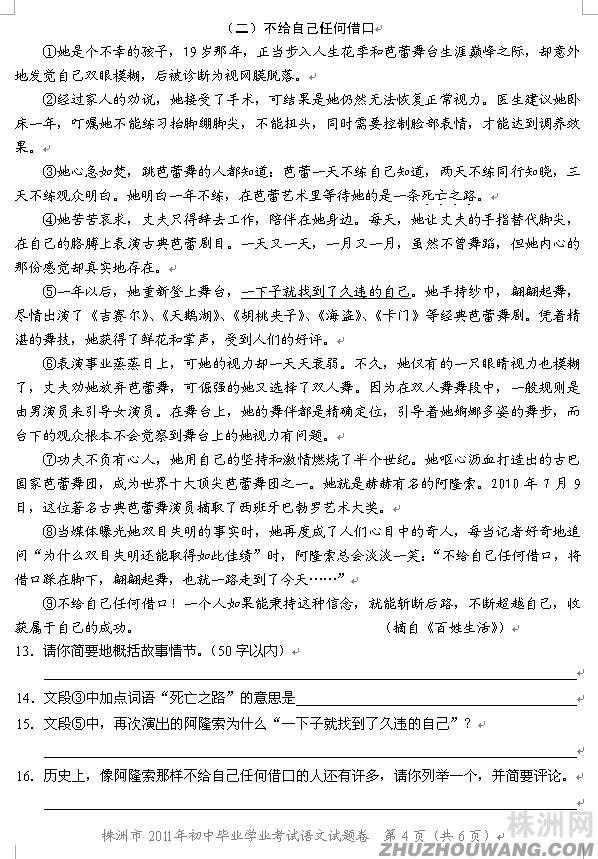 （二）不给自己任何借口
①她是个不幸的孩子，19岁那年，正当步入人生花季和芭蕾舞台生涯巅峰之际，却意外
地发觉自己双眼模糊，后被诊断为视网膜脱落。
②经过家人的劝说，她接受了手术，可结果是她仍然无法恢复正常视力。医生建议她卧
床一年，叮嘱她不能练习抬脚绷脚尖，不能扭头，同时需要控制脸部表情，才能达到调养效
果。
③她心急如焚，跳芭蕾舞的人都知道：芭蕾一天不练自己知道，两天不练同行知晓，三
天不练观众明白。她明白一年不练，在芭蕾艺术里等待她的是一条死亡之路。
④她苦苦哀求，丈夫只得辞去工作，陪伴在她身边。每天，她让丈夫的手指替代脚尖，
在自己的胳膊上表演古典芭蕾剧目。一天又一天，一月又一月，虽然不曾舞蹈，但她内心的
那份感觉却真实地存在。
⑤一年以后，她重新登上舞台，一下子就找到了久违的自己。她手持纱巾，翩翩起舞，
尽情出演了《吉赛尔》、《天鹅湖》、《胡桃夹子》、《海盗》、《卡门》等经典芭蕾舞剧。凭着精
湛的舞技，她获得了鲜花和掌声，受到人们的好评。
⑥表演事业蒸蒸日上，可她的视力却一天天衰弱。不久，她仅有的一只眼睛视力也模糊
了，丈夫劝她放弃芭蕾舞，可倔强的她又选择了双人舞。因为在双人舞舞段中，一般规则是
由男演员来引导女演员。在舞台上，她的舞伴都是精确定位，引导着她婀娜多姿的舞步，而
台下的观众根本不会觉察到舞台上的她视力有问题。
⑦功夫不负有心人，她用自己的坚持和激情燃烧了半个世纪。她呕心沥血打造出的古巴
国家芭蕾舞团，成为世界十大顶尖芭蕾舞团之一。她就是赫赫有名的阿隆索。2010 年 7 月 9
日，这位著名古典芭蕾舞演员摘取了西班牙巴勃罗艺术大奖。
⑧当媒体曝光她双目失明的事实时，她再度成了人们心目中的奇人，每当记者好奇地追
问“为什么双目失明还能取得如此佳绩”时，阿隆索总会淡淡一笑：“不给自己任何借口，将
借口踩在脚下，翩翩起舞，也就一路走到了今天……”
⑨不给自己任何借口！一个人如果能秉持这种信念，就能斩断后路，不断超越自己，收
获属于自己的成功。（摘自《百姓生活》）
13．请你简要地概括故事情节。（50 字以内）
14．文段③中加点词语“死亡之路”的意思是
15．文段⑤中，再次演出的阿隆索为什么“一下子就找到了久违的自己”？
16．历史上，像阿隆索那样不给自己任何借口的人还有许多，请你列举一个，并简要评论。
株洲市 2011 年初中毕业学业考试语文试题卷 第 4 页（共 6 页）
株洲网
ZHUZHOUWANG.COM